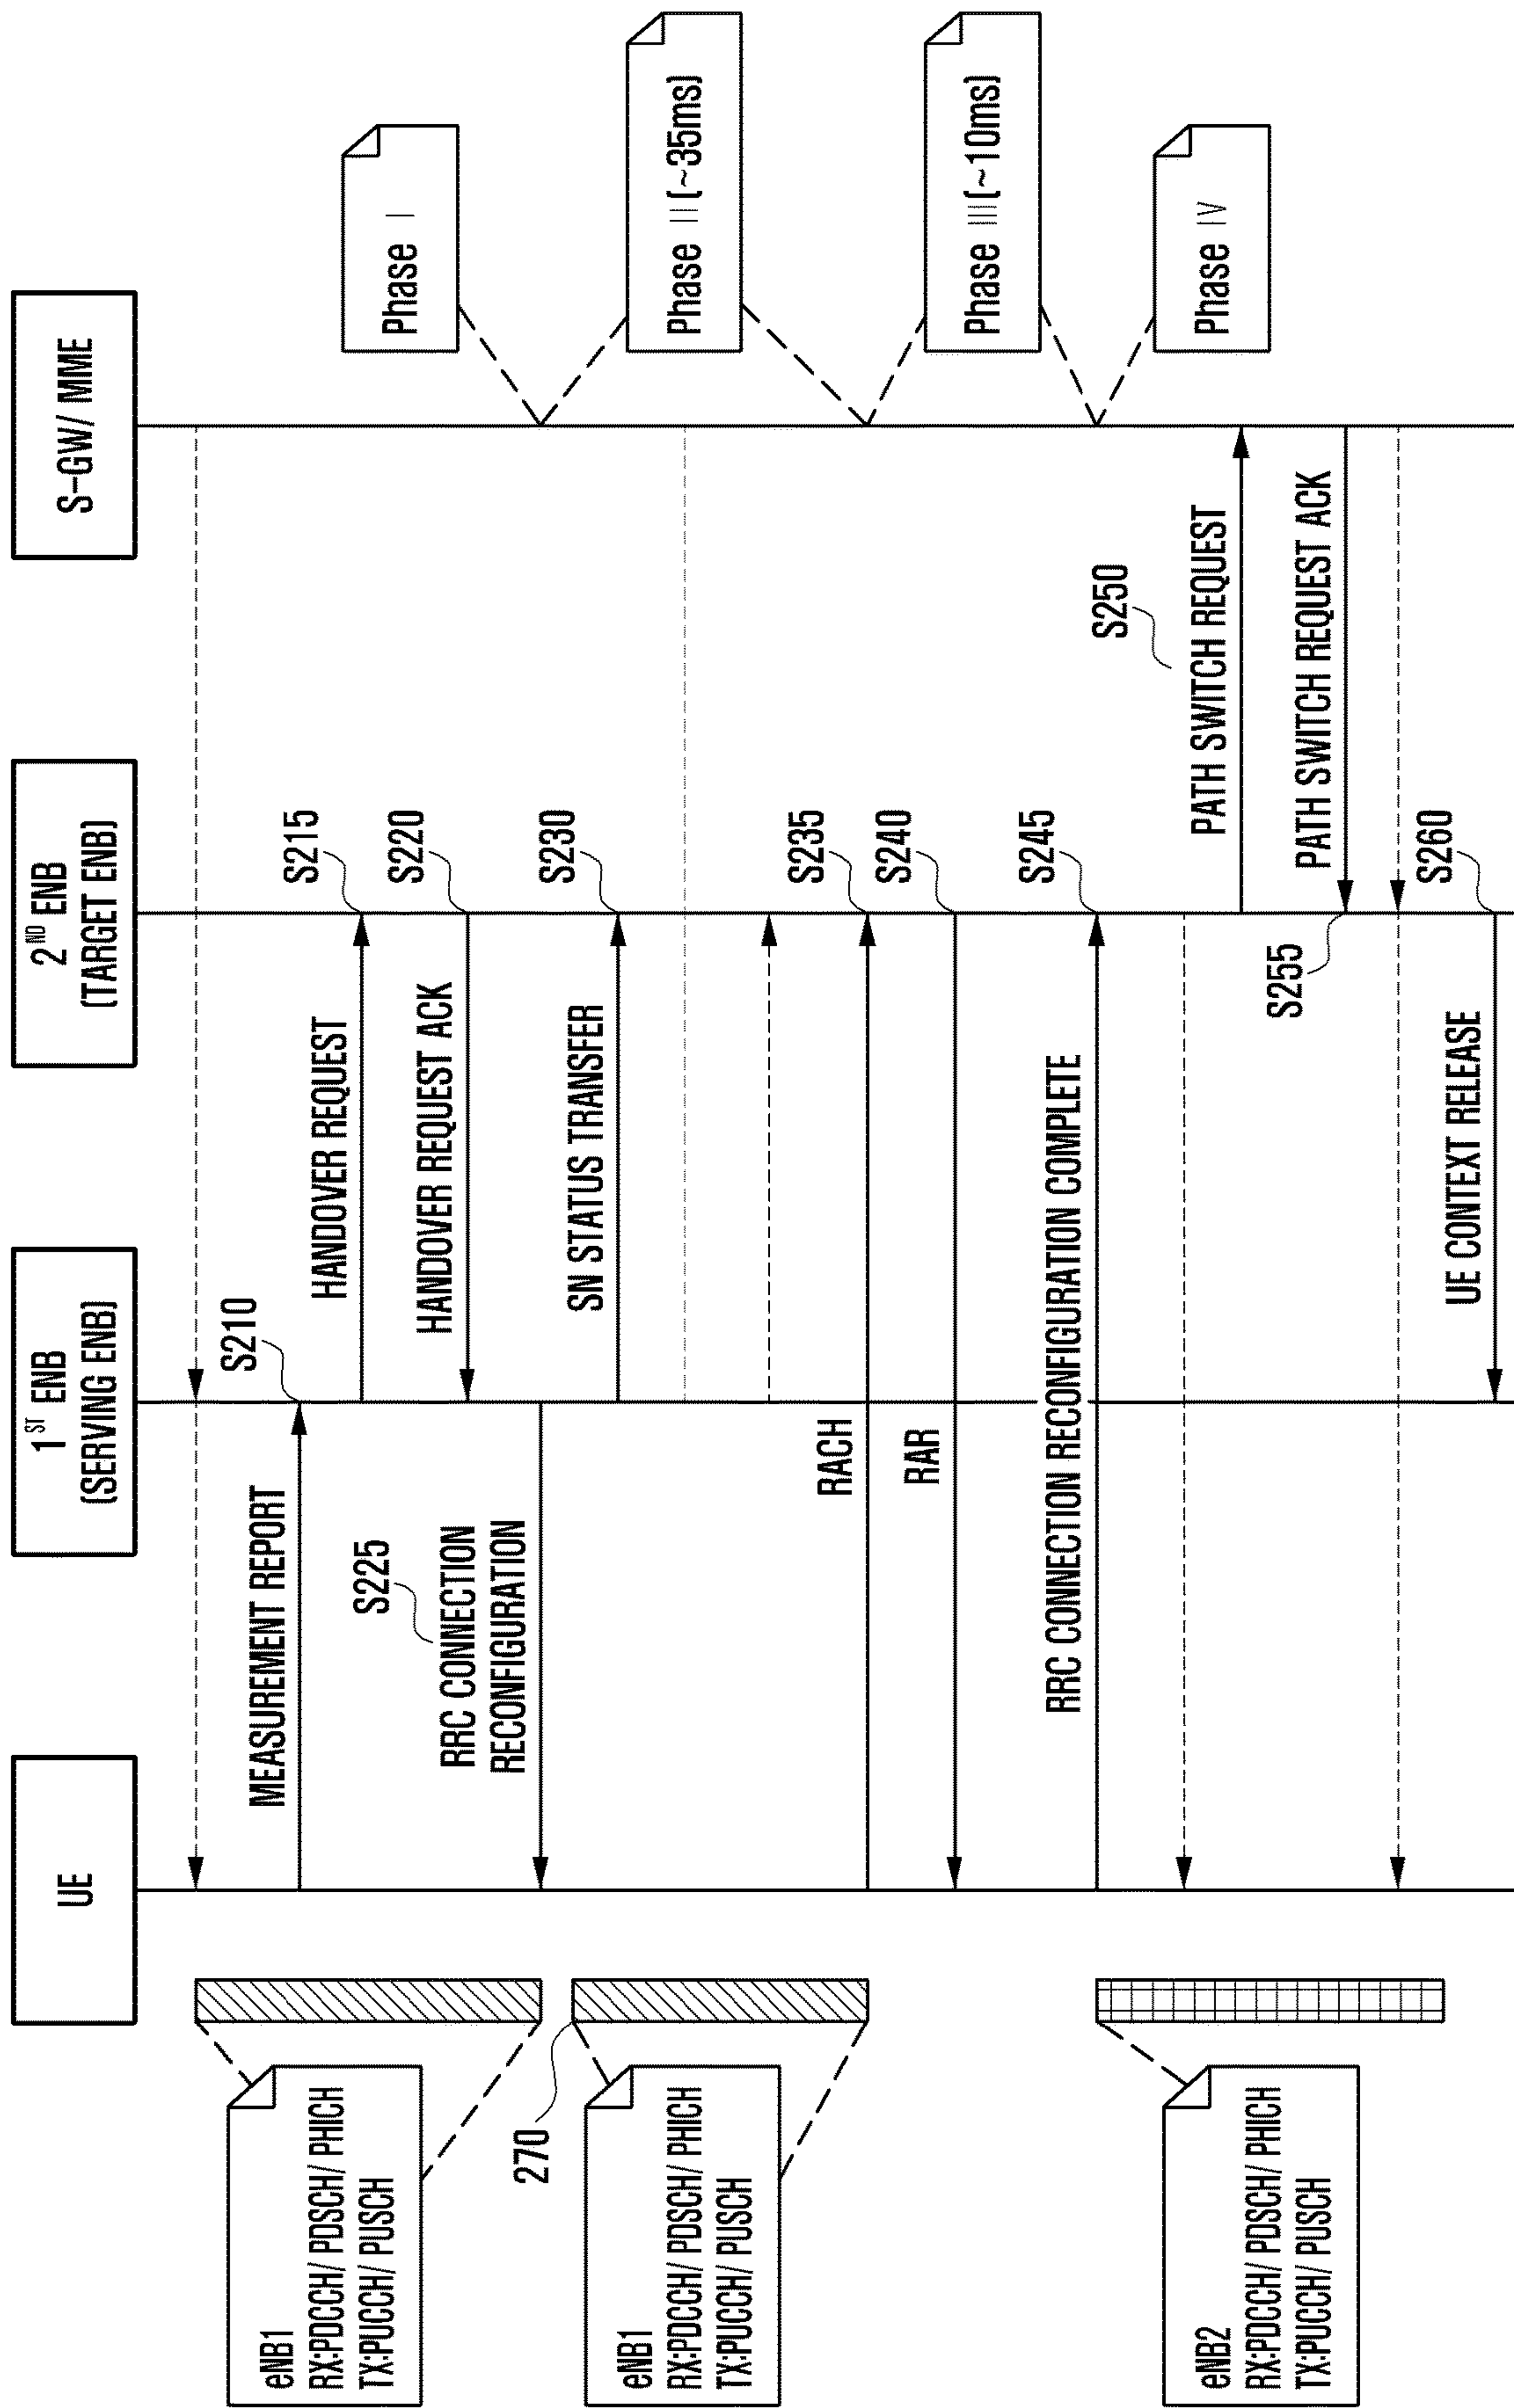 UE
1ST ENB
(SERVING ENB)
2ND ENB
(TARGET ENB)
S-GW/ MME
eNB1
RX:PDCCH/ PDSCH/ PHICH
TX:PUCCH/ PUSCH
MEASUREMENT REPORT
S210
HANDOVER REQUEST
S215
Phase I
HANDOVER REQUEST ACK
S220
S225
RRC CONNECTION
RECONFIGURATION
270
SN STATUS TRANSFER
S230
Phase II(~35ms)
eNB1
RX:PDCCH/ PDSCH/ PHICH
TX:PUCCH/ PUSCH
RACH
S235
RAR
S240
Phase III(~10ms)
RRC CONNECTION RECONFIGURATION COMPLETE
S245
S250
PATH SWITCH REQUEST
Phase IV
eNB2
RX:PDCCH/ PDSCH/ PHICH
TX:PUCCH/ PUSCH
S255
PATH SWITCH REQUEST ACK
UE CONTEXT RELEASE
S260